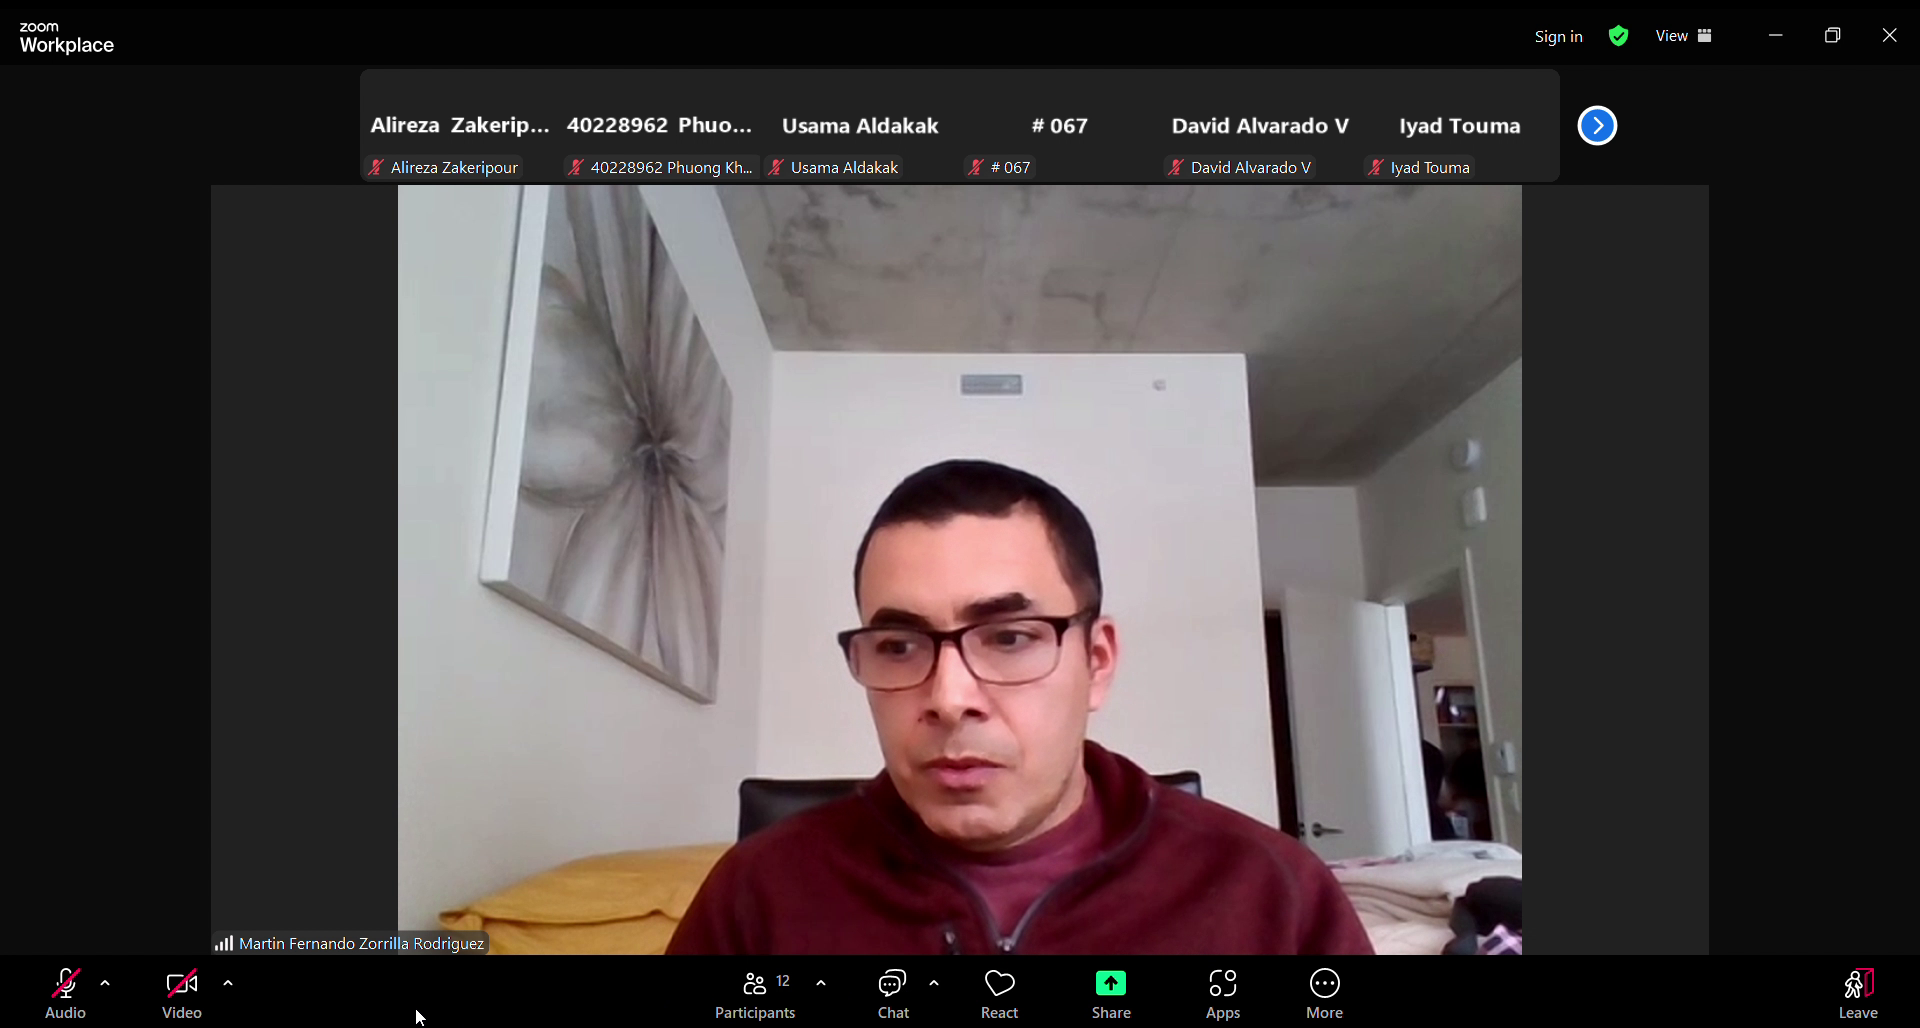 zoom
Workplace
Sign in
View
Alireza Zakerip...
40228962 Phuo...
Usama Aldakak
# 067
David Alvarado V
Iyad Touma
Alireza Zakeripour
40228962 Phuong Kh...
Usama Aldakak
# 067
David Alvarado V
Iyad Touma
Martin Fernando Zorrilla Rodriguez
12
Audio
Video
Participants
Chat
React
Share
Apps
More
Leave